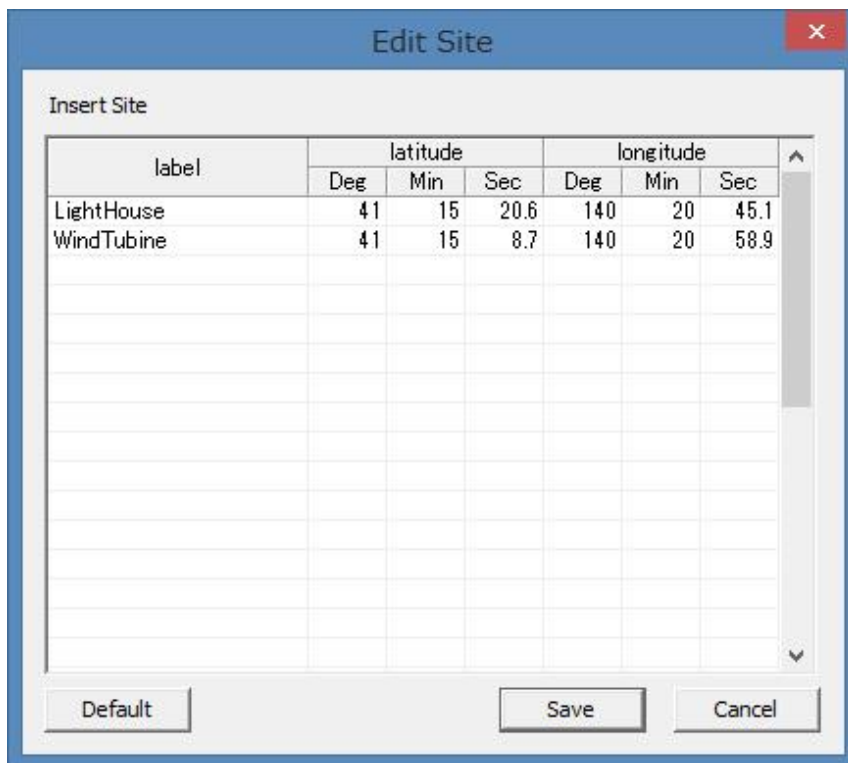 Edit Site
Insert Site
label latitude longitude
Deg Min Sec Deg Min Sec
LightHouse 41 15 20.6 140 20 45.1
WindTubine 41 15 8.7 140 20 58.9
Default Save Cancel